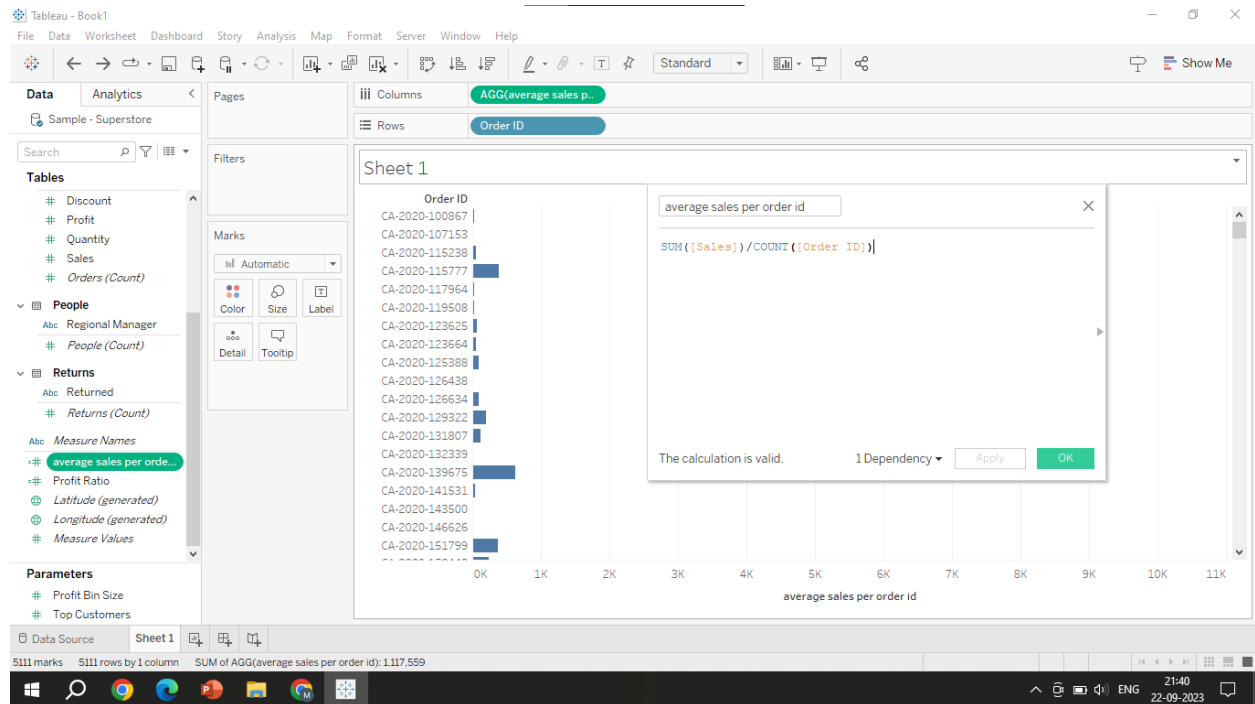 Tableau - Book1
File Data Worksheet Dashboard Story Analysis Map Format Server Window Help
Standard
Show Me
Data Analytics
Sample - Superstore
Search
Tables
# Discount
# Profit
# Quantity
# Sales
# Orders (Count)
People
Abc Regional Manager
# People (Count)
Returns
Abc Returned
# Returns (Count)
Abc Measure Names
=# average sales per orde...
=# Profit Ratio
Latitude (generated)
Longitude (generated)
# Measure Values
Parameters
# Profit Bin Size
# Top Customers
Pages
Filters
Marks
Automatic
Color Size Label
Detail Tooltip
iii Columns AGG(average sales p..
Rows Order ID
Sheet 1
Order ID
CA-2020-100867
CA-2020-107153
CA-2020-115238
CA-2020-115777
CA-2020-117964
CA-2020-119508
CA-2020-123625
CA-2020-123664
CA-2020-125388
CA-2020-126438
CA-2020-126634
CA-2020-129322
CA-2020-131807
CA-2020-132339
CA-2020-139675
CA-2020-141531
CA-2020-143500
CA-2020-146626
CA-2020-151799
0K 1K 2K 3K 4K 5K 6K 7K 8K 9K 10K 11K
average sales per order id
average sales per order id
SUM([Sales])/COUNT([Order ID])
The calculation is valid. 1 Dependency Apply OK
Data Source Sheet 1
5111 marks 5111 rows by 1 column SUM of AGG(average sales per order id): 1,117,559
ENG
21:40
22-09-2023